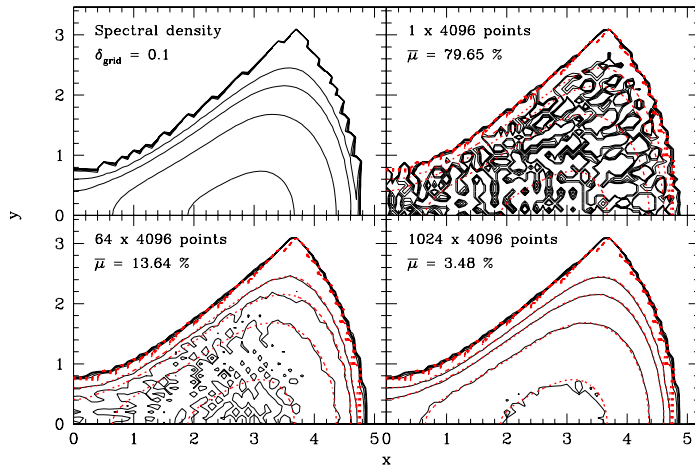 Spectral density
δgrid = 0.1
1 x 4096 points
μ̄ = 79.65 %
3
2
1
0
y
64 x 4096 points
μ̄ = 13.64 %
1024 x 4096 points
μ̄ = 3.48 %
3
2
1
0
0 1 2 3 4 5 0 1 2 3 4 5
x